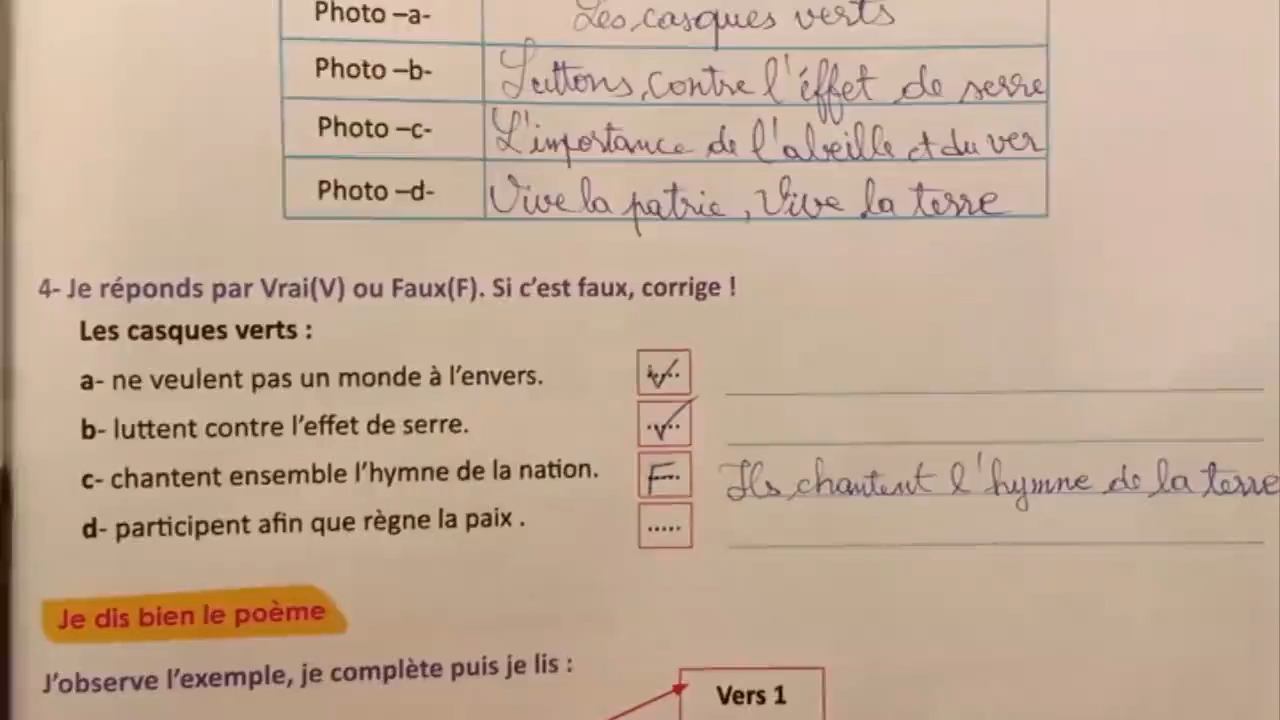 Photo –a- Les casques verts
Photo –b- Luttons, contre l'éffet de serre
Photo –c- L'importance de l'abeille et du ver
Photo –d- Vive la patrie, Vive la terre
4- Je réponds par Vrai(V) ou Faux(F). Si c'est faux, corrige !
Les casques verts :
a- ne veulent pas un monde à l'envers. V
b- luttent contre l'effet de serre. V
c- chantent ensemble l'hymne de la nation. F Ils chantent l'hymne de la terre
d- participent afin que règne la paix . .....
Je dis bien le poème
J'observe l'exemple, je complète puis je lis :
Vers 1